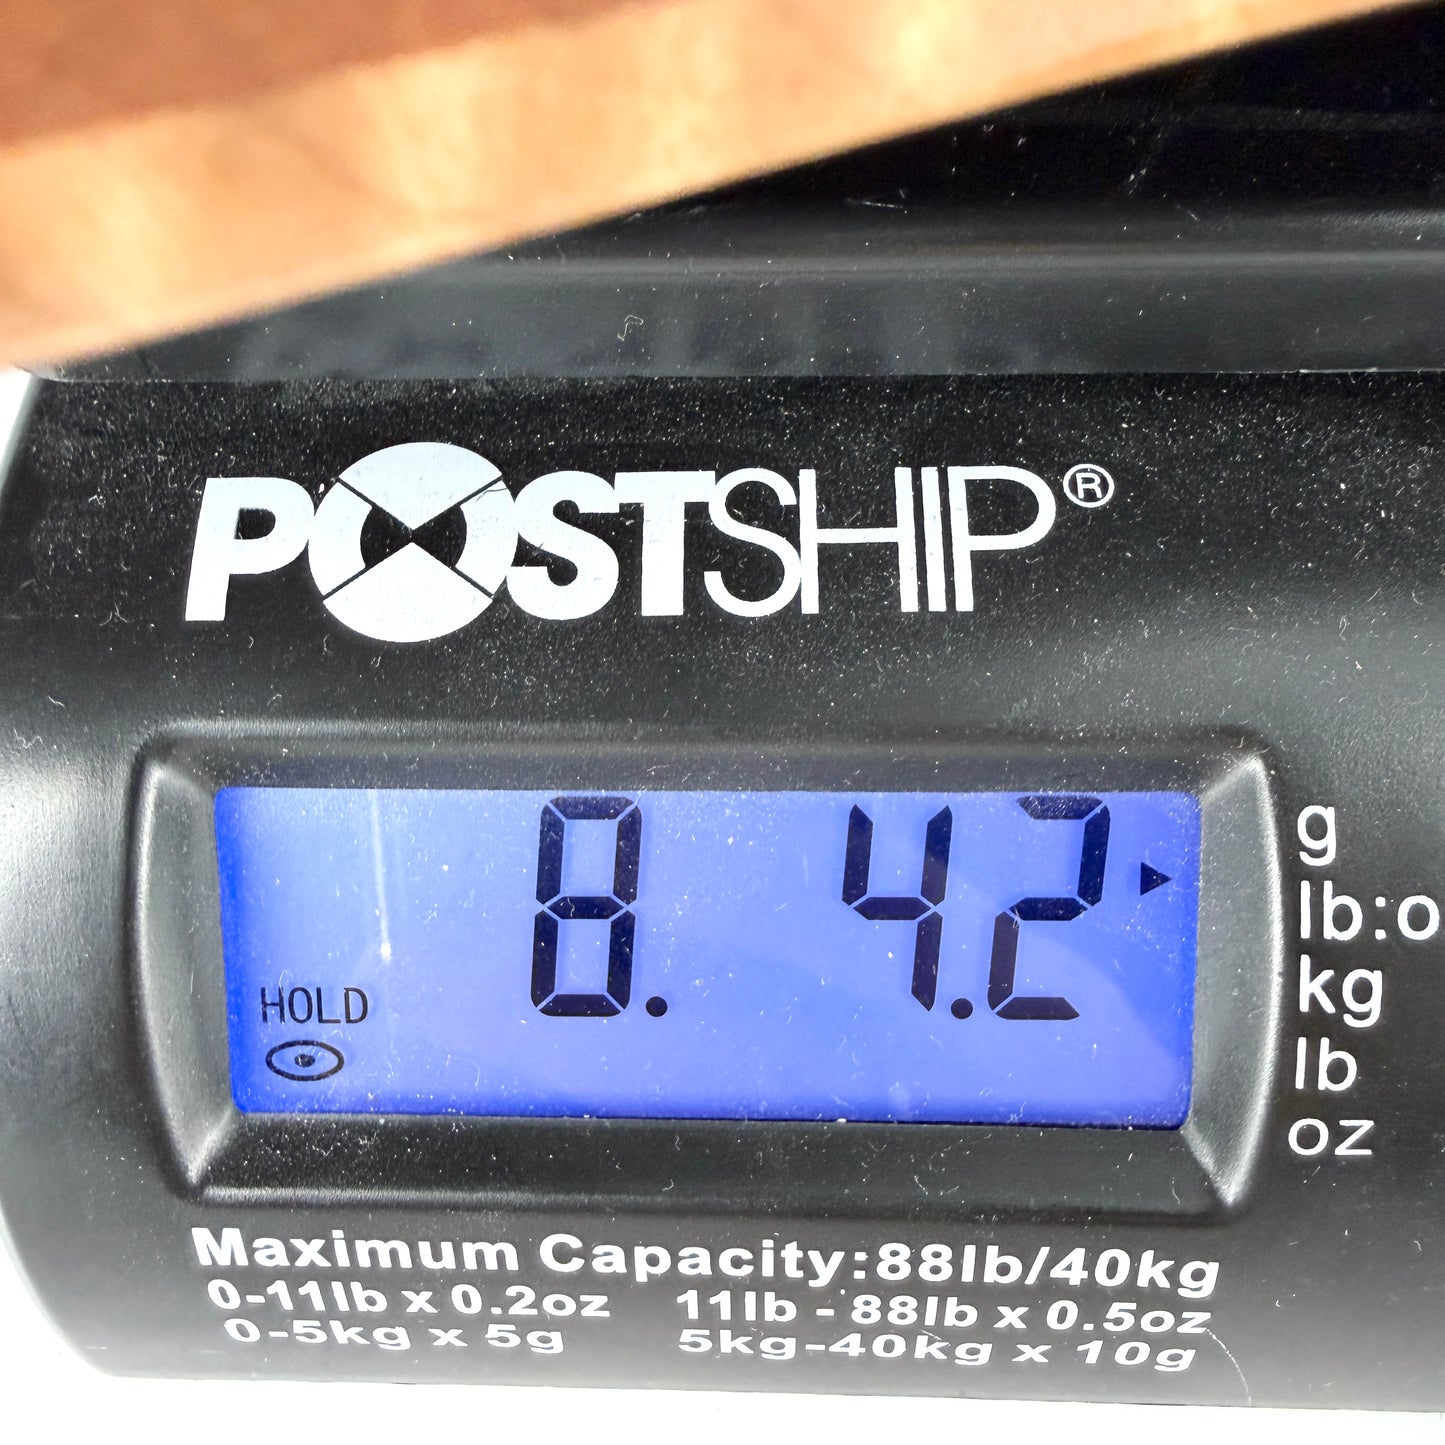 POSTSHIP®
8. 4.2
HOLD
g
lb:o
kg
lb
oz
Maximum Capacity:88lb/40kg
0-11lb x 0.2oz 11lb - 88lb x 0.5oz
0-5kg x 5g 5kg-40kg x 10g